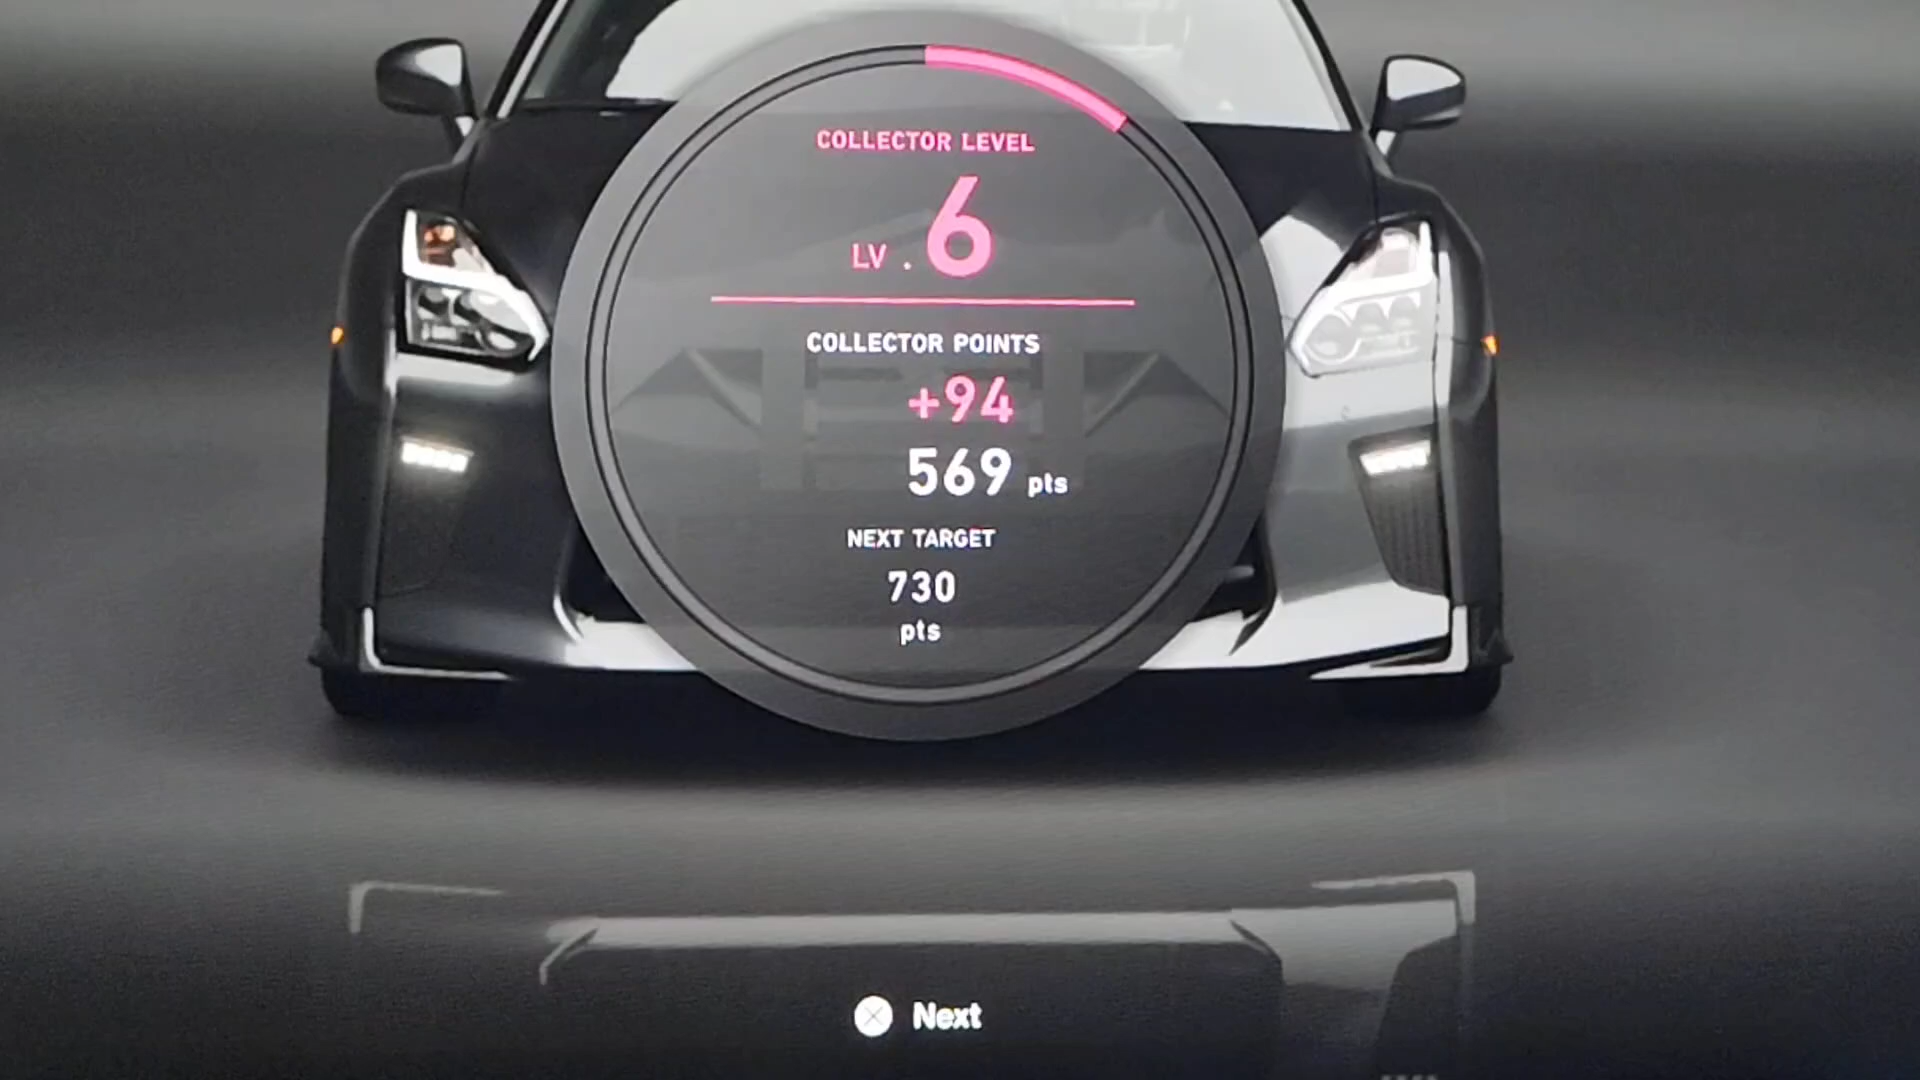 COLLECTOR LEVEL
LV . 6
COLLECTOR POINTS
+94
569 pts
NEXT TARGET
730
pts
Next